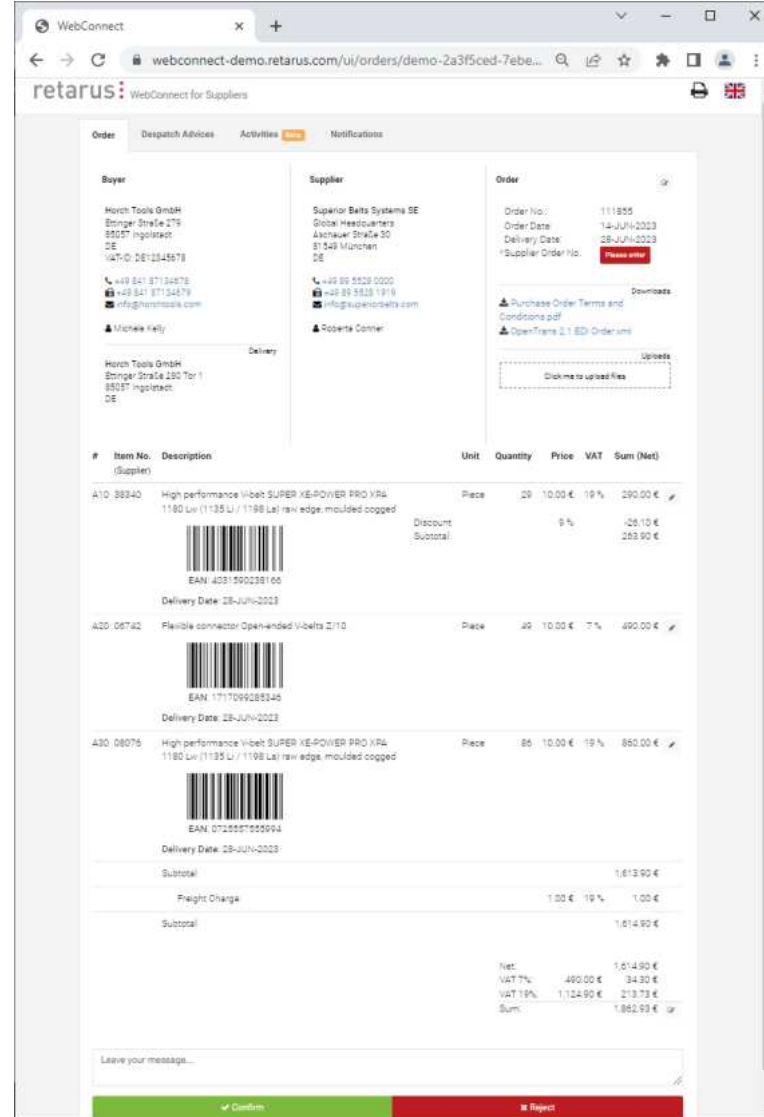 WebConnect
webconnect-demo.retarus.com/ui/orders/demo-2a3f5ced-7ebe...
retarus: WebConnect for Suppliers
Order Despatch Advices Activities Beta Notifications
Buyer
Horch Tools GmbH
Ettinger Straße 279
85057 Ingolstadt
DE
VAT-ID: DE12345678
+49 841 87134678
+49 841 87134679
info@horchtools.com
Michele Kelly
Delivery
Horch Tools GmbH
Ettinger Straße 280 Tor 1
85057 Ingolstadt
DE
Supplier
Superior Belts Systems SE
Global Headquarters
Aschauer Straße 30
81549 München
DE
+49 89 5528 0000
+49 89 5528 1919
info@superiorbelts.com
Roberta Conner
Order
Order No.: 111855
Order Date: 14-JUN-2023
Delivery Date: 28-JUN-2023
*Supplier Order No. Please enter
Downloads
Purchase Order Terms and
Conditions.pdf
OpenTrans 2.1 EDI Order.xml
Uploads
Click me to upload files
# Item No. Description Unit Quantity Price VAT Sum (Net)
(Supplier)
A10 38340 High performance V-belt SUPER XE-POWER PRO XPA Piece 29 10.00 € 19 % 290.00 €
1180 Lw (1135 Li / 1198 La) raw edge, moulded cogged
Discount 9 % -26.10 €
Subtotal 263.90 €
EAN: 4031590238166
Delivery Date: 28-JUN-2023
A20 06742 Flexible connector Open-ended V-belts Z/10 Piece 49 10.00 € 7 % 490.00 €
EAN: 1717099285346
Delivery Date: 28-JUN-2023
A30 08076 High performance V-belt SUPER XE-POWER PRO XPA Piece 86 10.00 € 19 % 860.00 €
1180 Lw (1135 Li / 1198 La) raw edge, moulded cogged
EAN: 0725557555994
Delivery Date: 28-JUN-2023
Subtotal 1,613.90 €
Freight Charge 1.00 € 19 % 1.00 €
Subtotal 1,614.90 €
Net: 1,614.90 €
VAT 7%: 490.00 € 34.30 €
VAT 19%: 1,124.90 € 213.73 €
Sum: 1,862.93 €
Leave your message...
Confirm
Reject